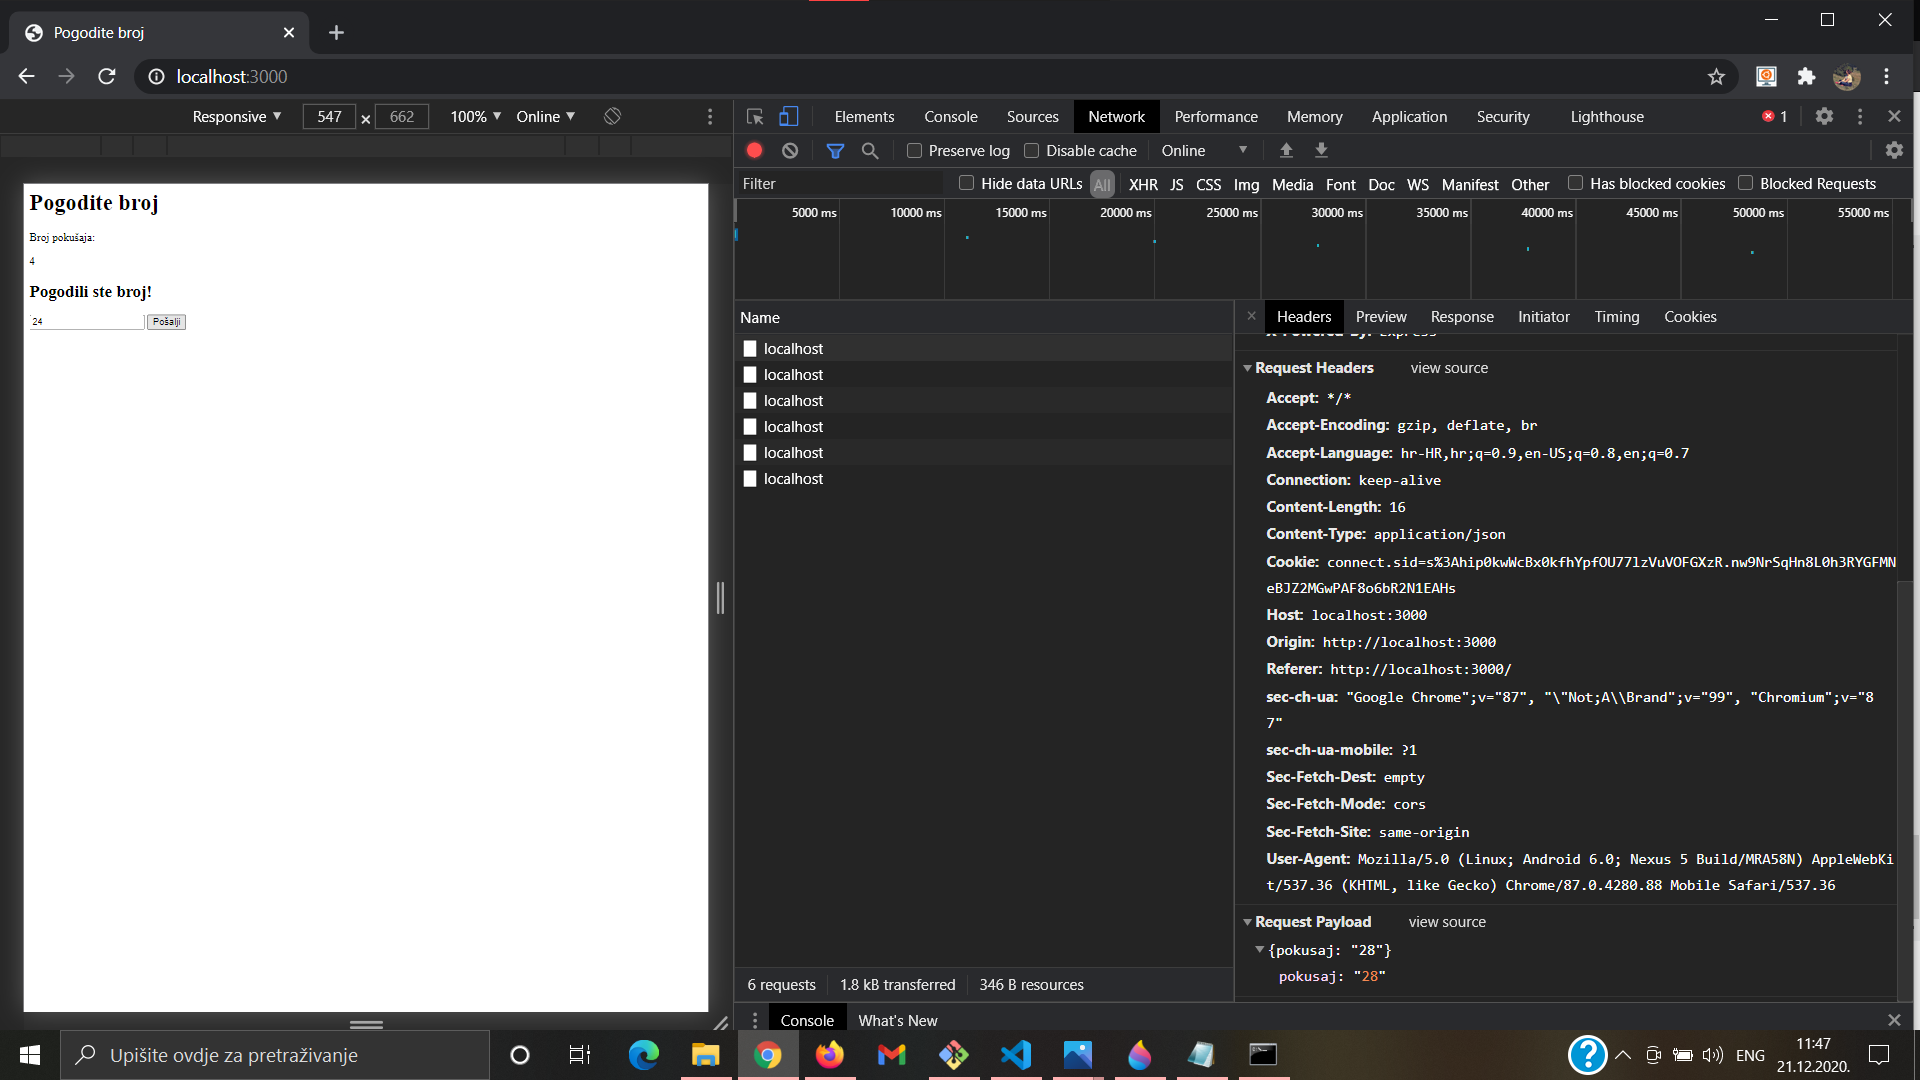 Pogodite broj
localhost:3000
Responsive ▼ 547 × 662 100% ▼ Online ▼
Pogodite broj
Broj pokušaja:
4
Pogodili ste broj!
24 Pošalji
Elements Console Sources Network Performance Memory Application Security Lighthouse 1
Preserve log Disable cache Online ▼
Filter Hide data URLs All XHR JS CSS Img Media Font Doc WS Manifest Other Has blocked cookies Blocked Requests
5000 ms 10000 ms 15000 ms 20000 ms 25000 ms 30000 ms 35000 ms 40000 ms 45000 ms 50000 ms 55000 ms
Name
localhost
localhost
localhost
localhost
localhost
localhost
6 requests 1.8 kB transferred 346 B resources
Headers Preview Response Initiator Timing Cookies
X-Powered-By: Express
Request Headers view source
Accept: */*
Accept-Encoding: gzip, deflate, br
Accept-Language: hr-HR,hr;q=0.9,en-US;q=0.8,en;q=0.7
Connection: keep-alive
Content-Length: 16
Content-Type: application/json
Cookie: connect.sid=s%3Ahip0kwWcBx0kfhYpfOU77lzVuVOFGXzR.nw9NrSqHn8L0h3RYGFMN
eBJZ2MGwPAF8o6bR2N1EAHs
Host: localhost:3000
Origin: http://localhost:3000
Referer: http://localhost:3000/
sec-ch-ua: "Google Chrome";v="87", "\"Not;A\\Brand";v="99", "Chromium";v="8
7"
sec-ch-ua-mobile: ?1
Sec-Fetch-Dest: empty
Sec-Fetch-Mode: cors
Sec-Fetch-Site: same-origin
User-Agent: Mozilla/5.0 (Linux; Android 6.0; Nexus 5 Build/MRA58N) AppleWebKi
t/537.36 (KHTML, like Gecko) Chrome/87.0.4280.88 Mobile Safari/537.36
Request Payload view source
{pokusaj: "28"}
pokusaj: "28"
Console What's New
Upišite ovdje za pretraživanje
ENG
11:47
21.12.2020.